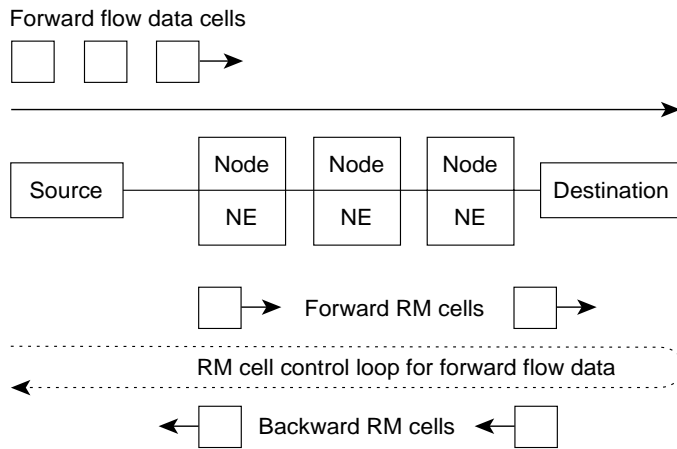 Forward flow data cells
Source
Node
Node
Node
NE
NE
NE
Destination
Forward RM cells
RM cell control loop for forward flow data
Backward RM cells